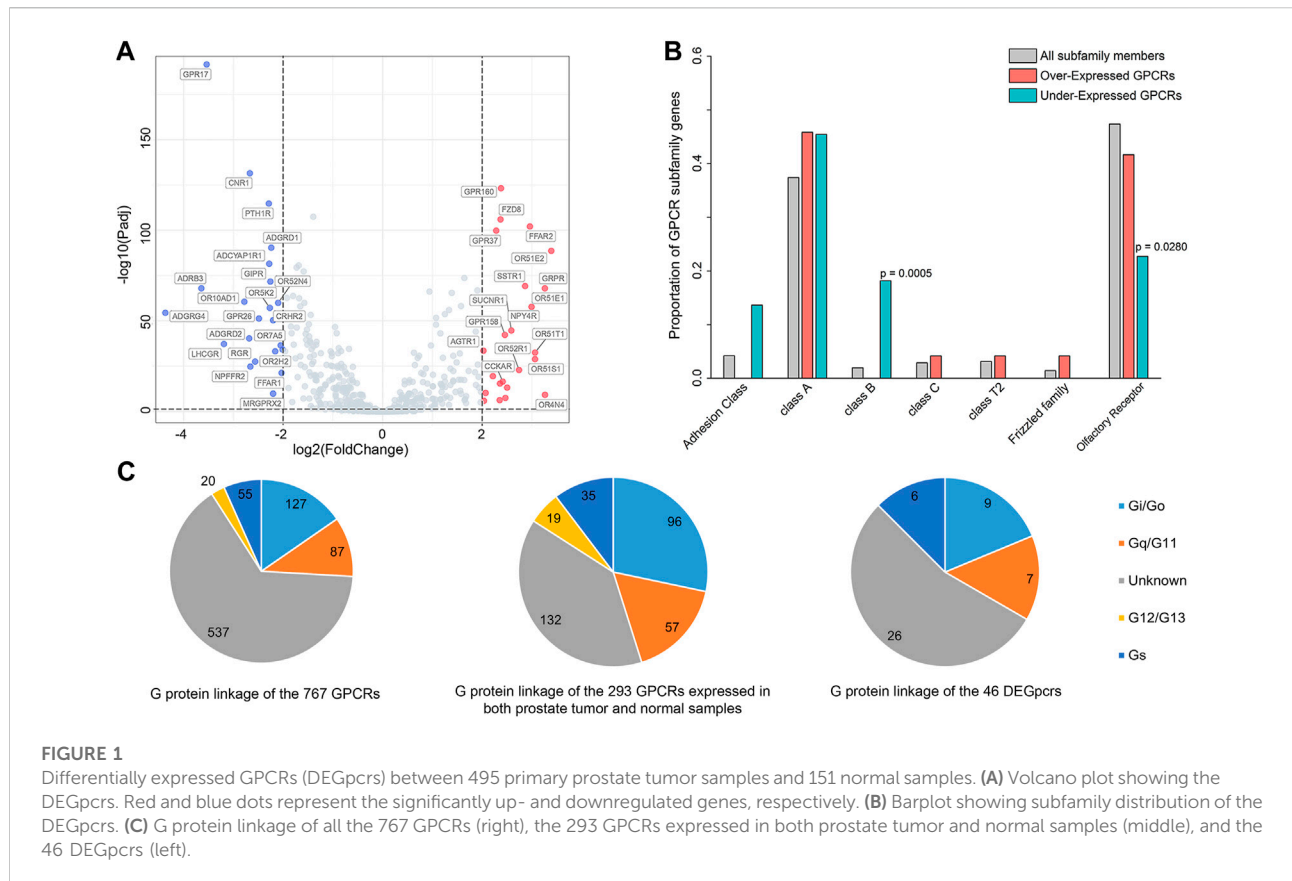 A
-log10(Padj)
150
100
50
0
-4
-2
0
2
log2(FoldChange)
GPR17
CNR1
PTH1R
ADGRD1
ADCYAP1R1
GIPR
ADRB3
OR52N4
OR5K2
OR10AD1
ADGRG4
GPR26
CRHR2
ADGRD2
OR7A5
LHCGR
RGR
OR2H2
NPFFR2
FFAR1
MRGPRX2
GPR160
FZD8
GPR37
FFAR2
OR51E2
SSTR1
GRPR
SUCNR1
OR51E1
NPY4R
GPR158
OR51T1
AGTR1
OR52R1
OR51S1
CCKAR
OR4N4
B
Proportation of GPCR subfamily genes
0.6
0.4
0.2
0.0
All subfamily members
Over-Expressed GPCRs
Under-Expressed GPCRs
p = 0.0005
p = 0.0280
Adhesion Class
class A
class B
class C
class T2
Frizzled family
Olfactory Receptor
C
20
55
127
87
537
G protein linkage of the 767 GPCRs
19
35
96
57
132
G protein linkage of the 293 GPCRs expressed in
both prostate tumor and normal samples
6
9
7
26
G protein linkage of the 46 DEGpcrs
Gi/Go
Gq/G11
Unknown
G12/G13
Gs
FIGURE 1
Differentially expressed GPCRs (DEGpcrs) between 495 primary prostate tumor samples and 151 normal samples. (A) Volcano plot showing the
DEGpcrs. Red and blue dots represent the significantly up- and downregulated genes, respectively. (B) Barplot showing subfamily distribution of the
DEGpcrs. (C) G protein linkage of all the 767 GPCRs (right), the 293 GPCRs expressed in both prostate tumor and normal samples (middle), and the
46 DEGpcrs (left).